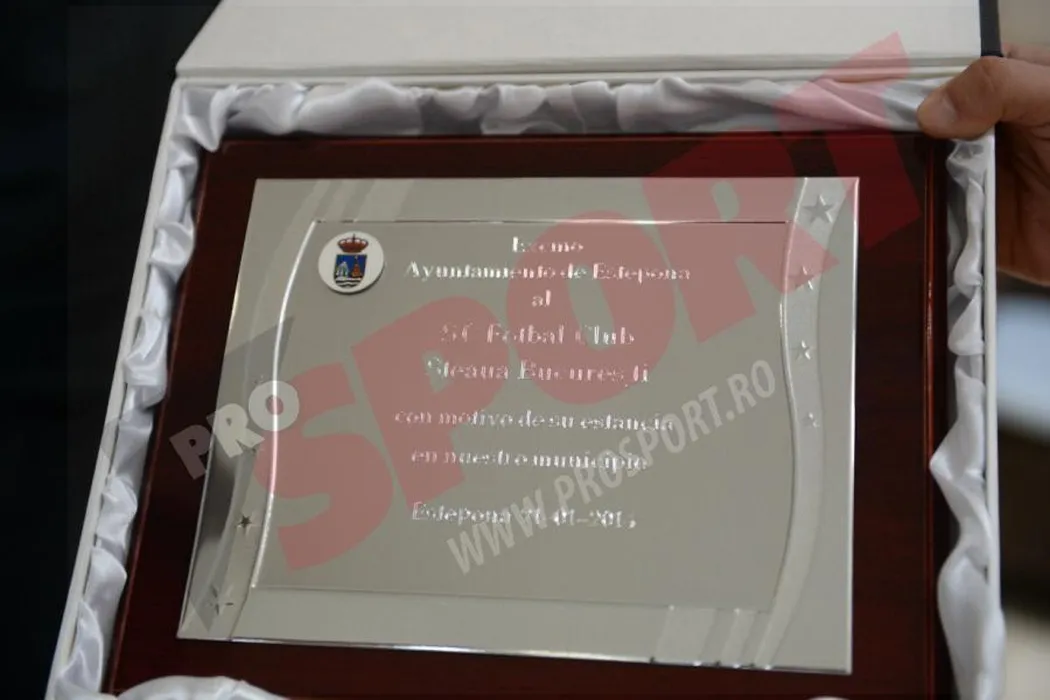 Excmo
Ayuntamiento de Estepona
al
SC Fotbal Club
Steaua Bucureşti
con motivo de su estancia
en nuestro municipio
Estepona
PRO
SPORT
WWW.PROSPORT.RO